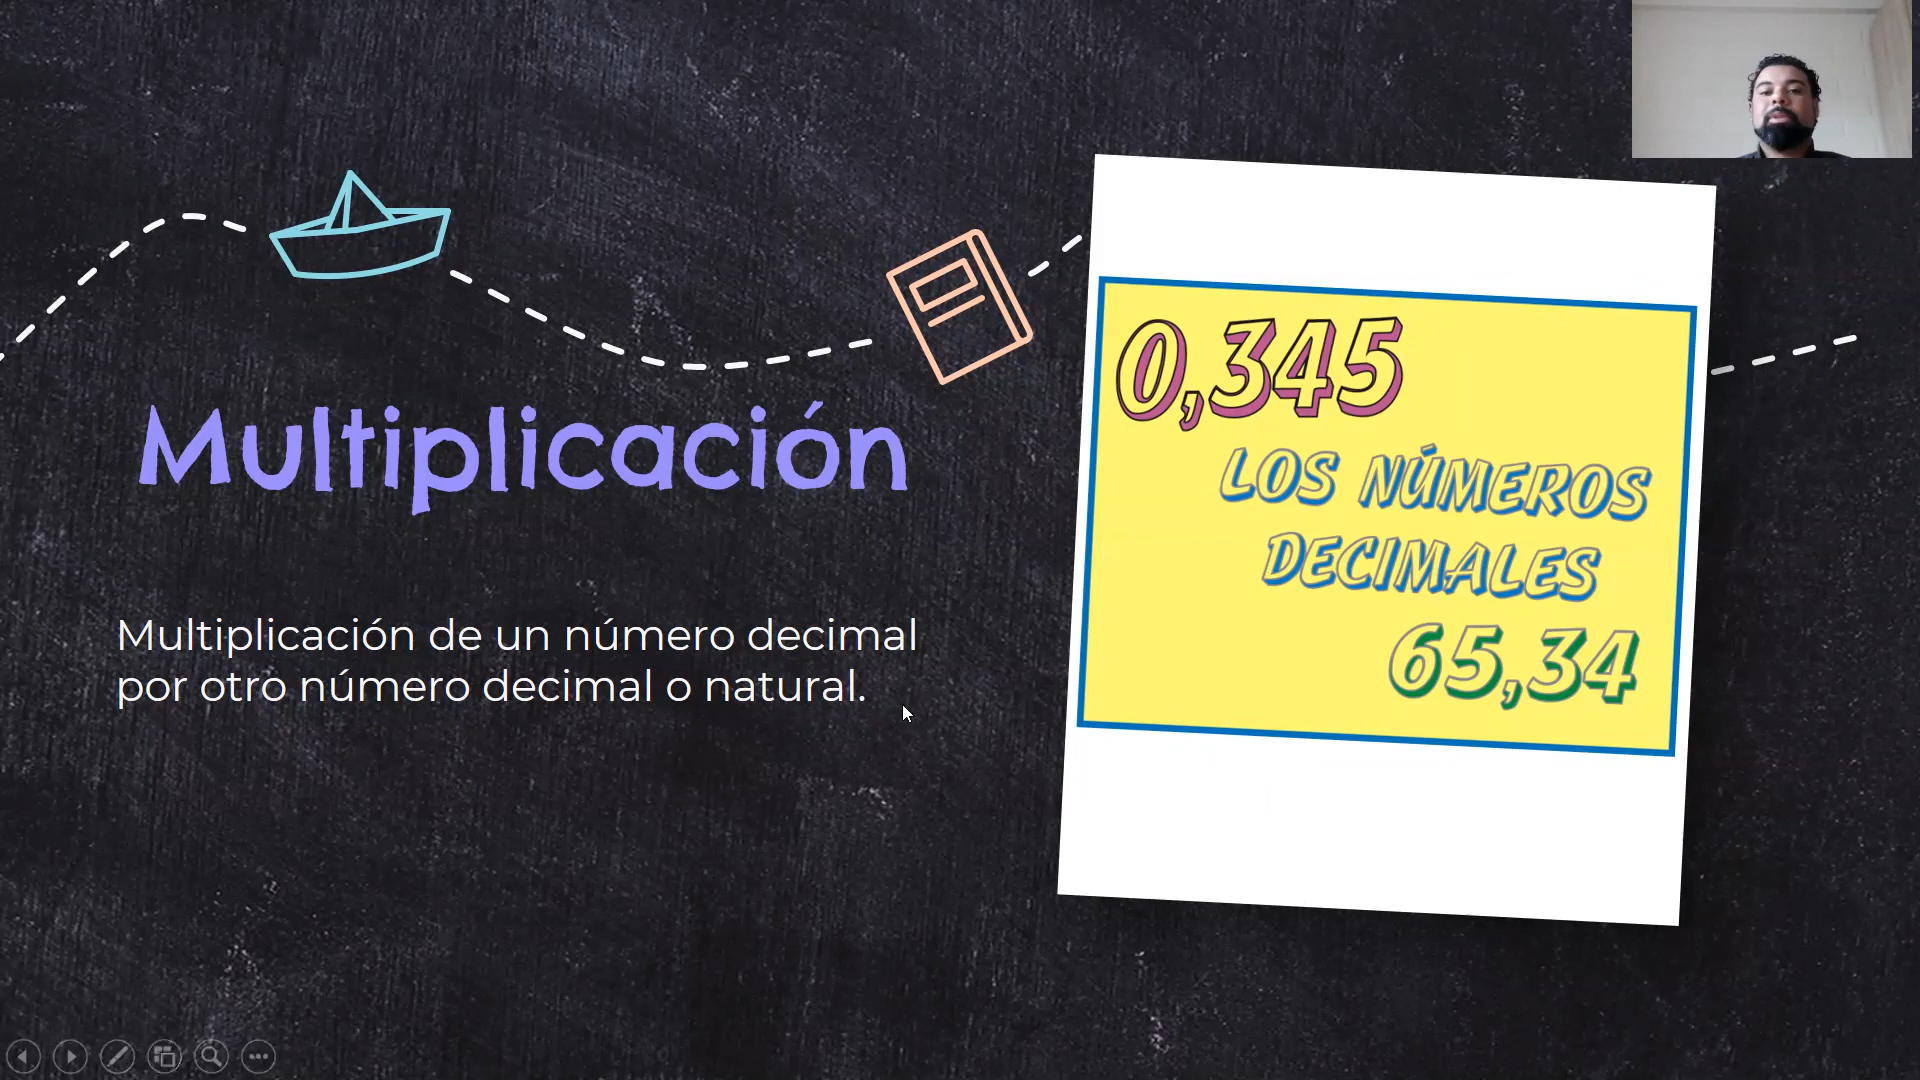 Multiplicación
Multiplicación de un número decimal
por otro número decimal o natural.
0,345
LOS NÚMEROS
DECIMALES
65,34